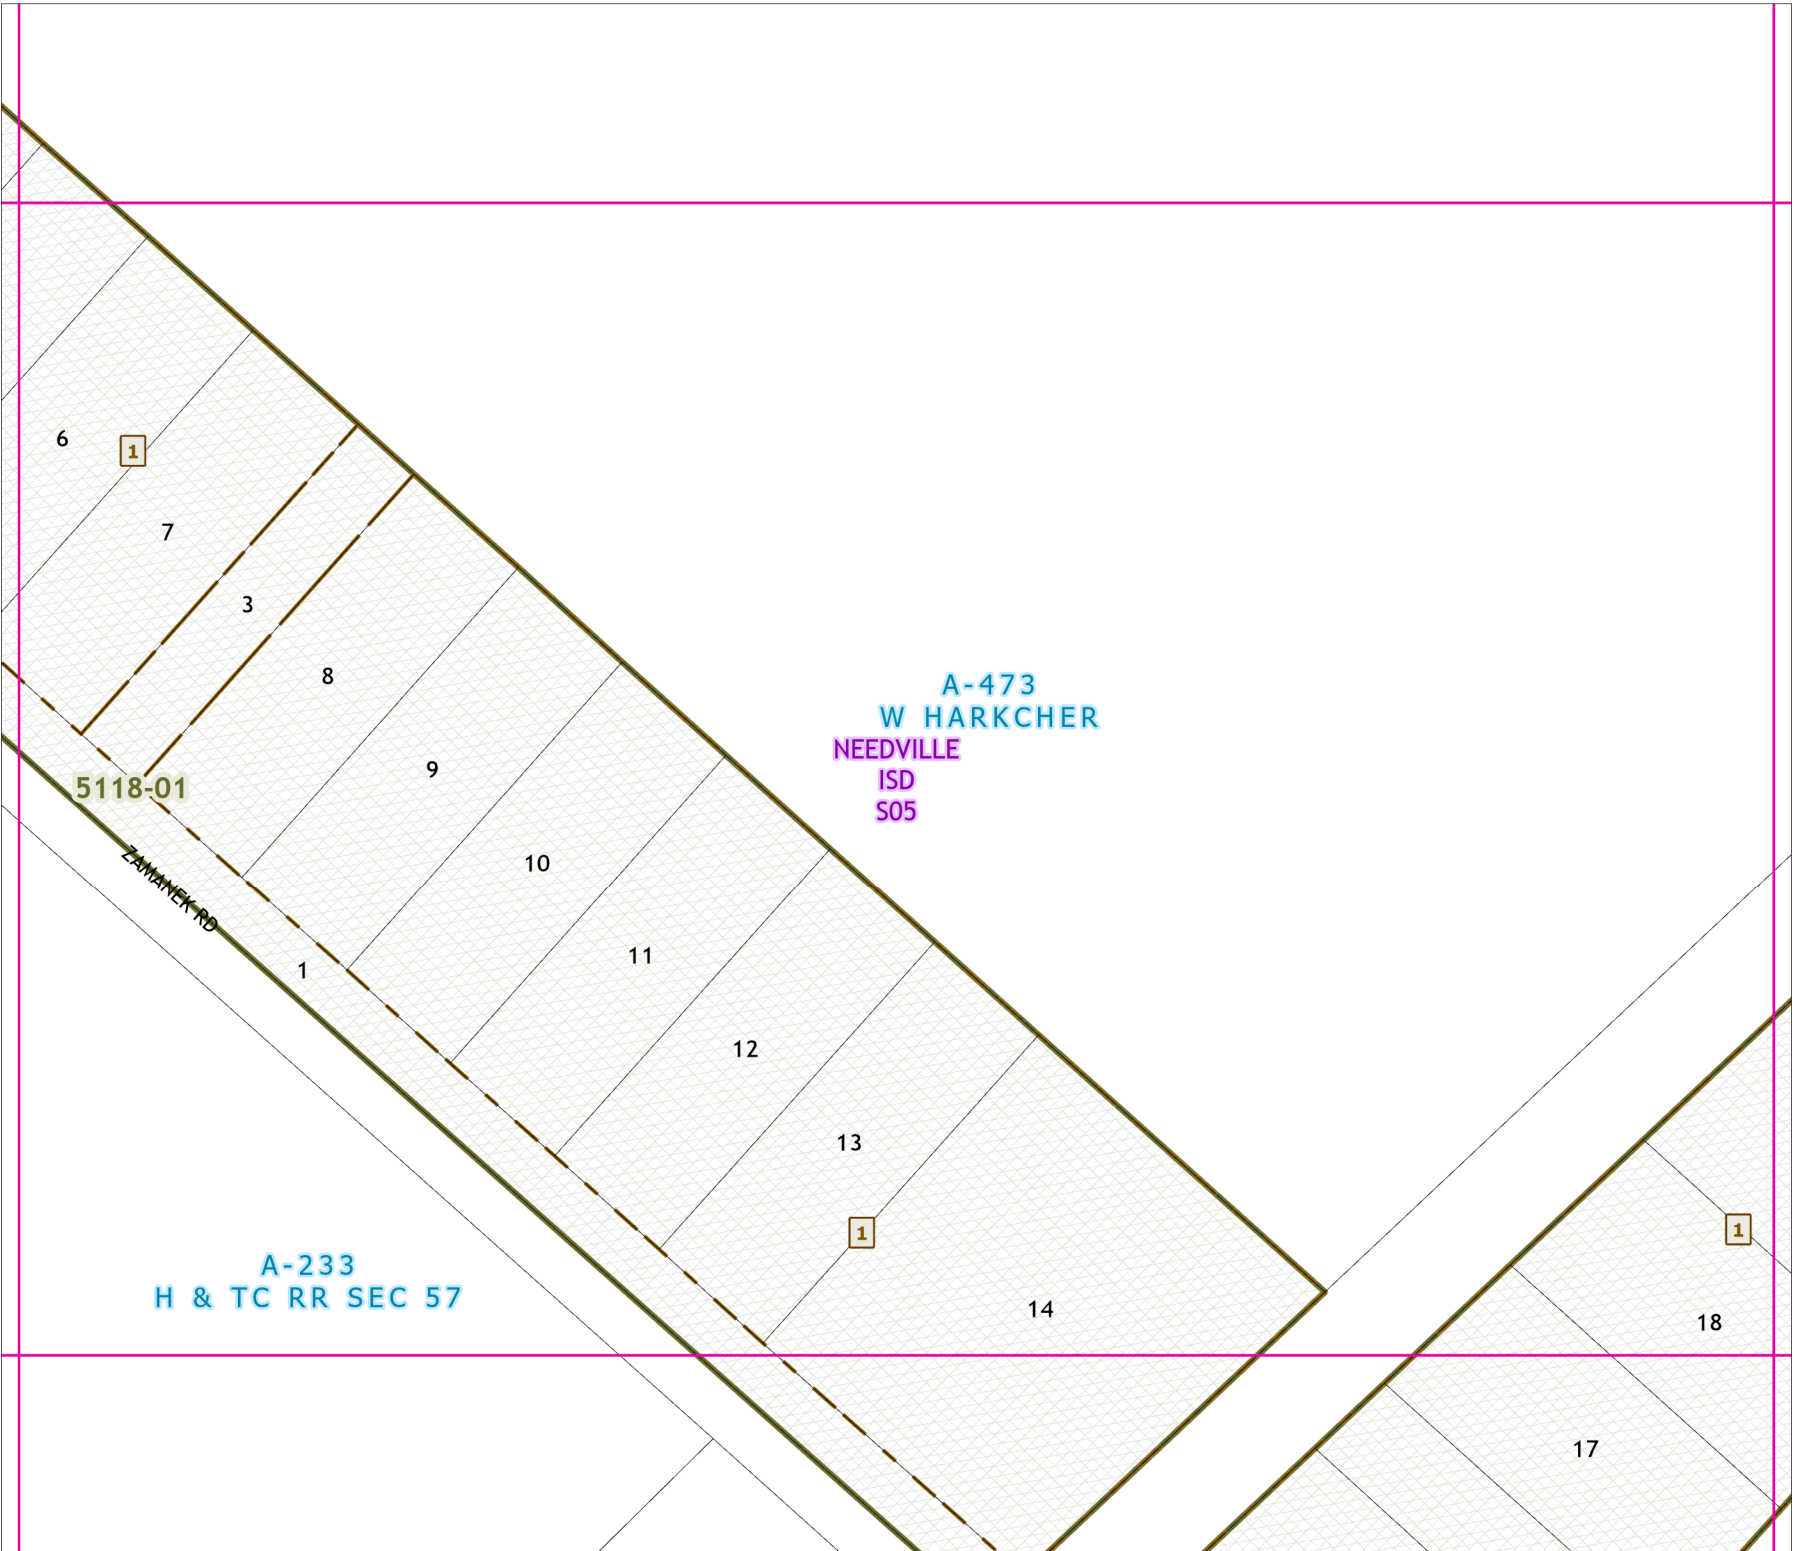 6
1
7
3
8
A-473
W HARKCHER
NEEDVILLE
ISD
S05
9
5118-01
10
ZAMANEK RD
11
1
12
13
1
1
A-233
H & TC RR SEC 57
14
18
17